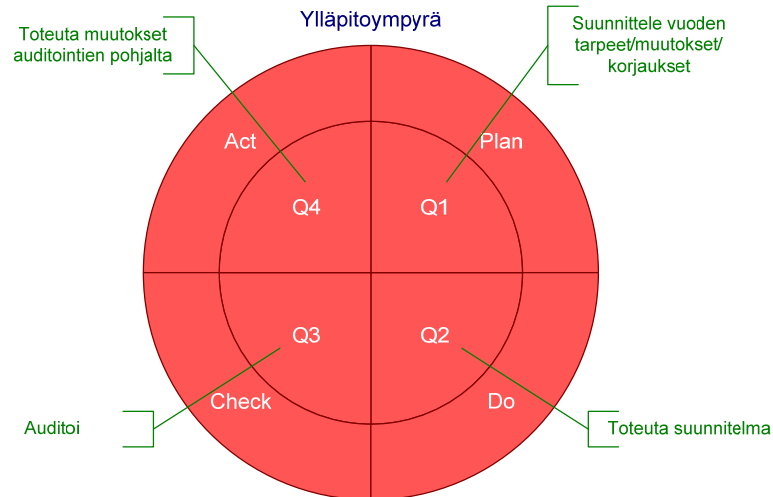 Ylläpitoympyrä
Toteuta muutokset
auditointien pohjalta
Suunnittele vuoden
tarpeet/muutokset/
korjaukset
Act
Plan
Q4
Q1
Q3
Q2
Check
Do
Auditoi
Toteuta suunnitelma